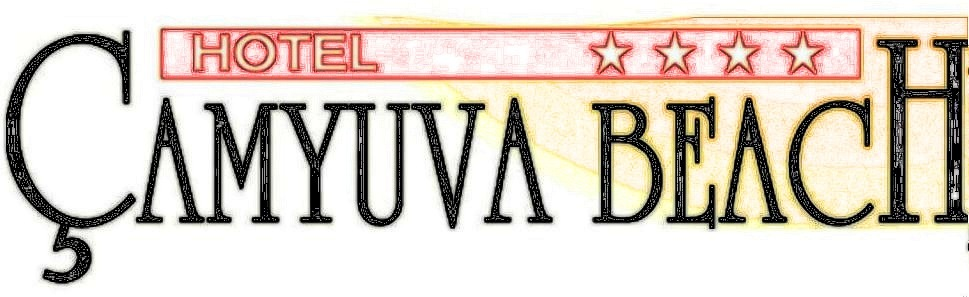 HOTEL ★★★★
ÇAMYUVA BEACH